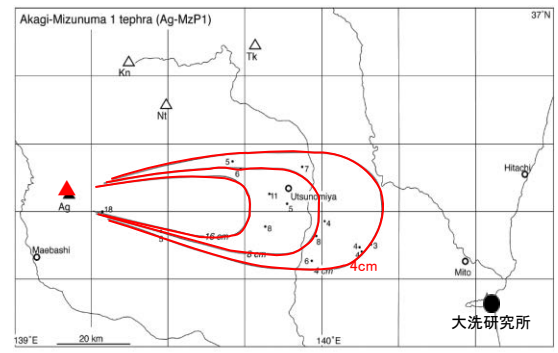 Akagi-Mizunuma 1 tephra (Ag-MzP1)
37˚N
Tk
Kn
Nt
5
6
7
Hitachi
Ag
18
11
Utsunomiya
5
4
8
8
16 cm
5
8 cm
4
3
4
6
4 cm
4cm
Maebashi
Mito
大洗研究所
139˚E
20 km
140˚E